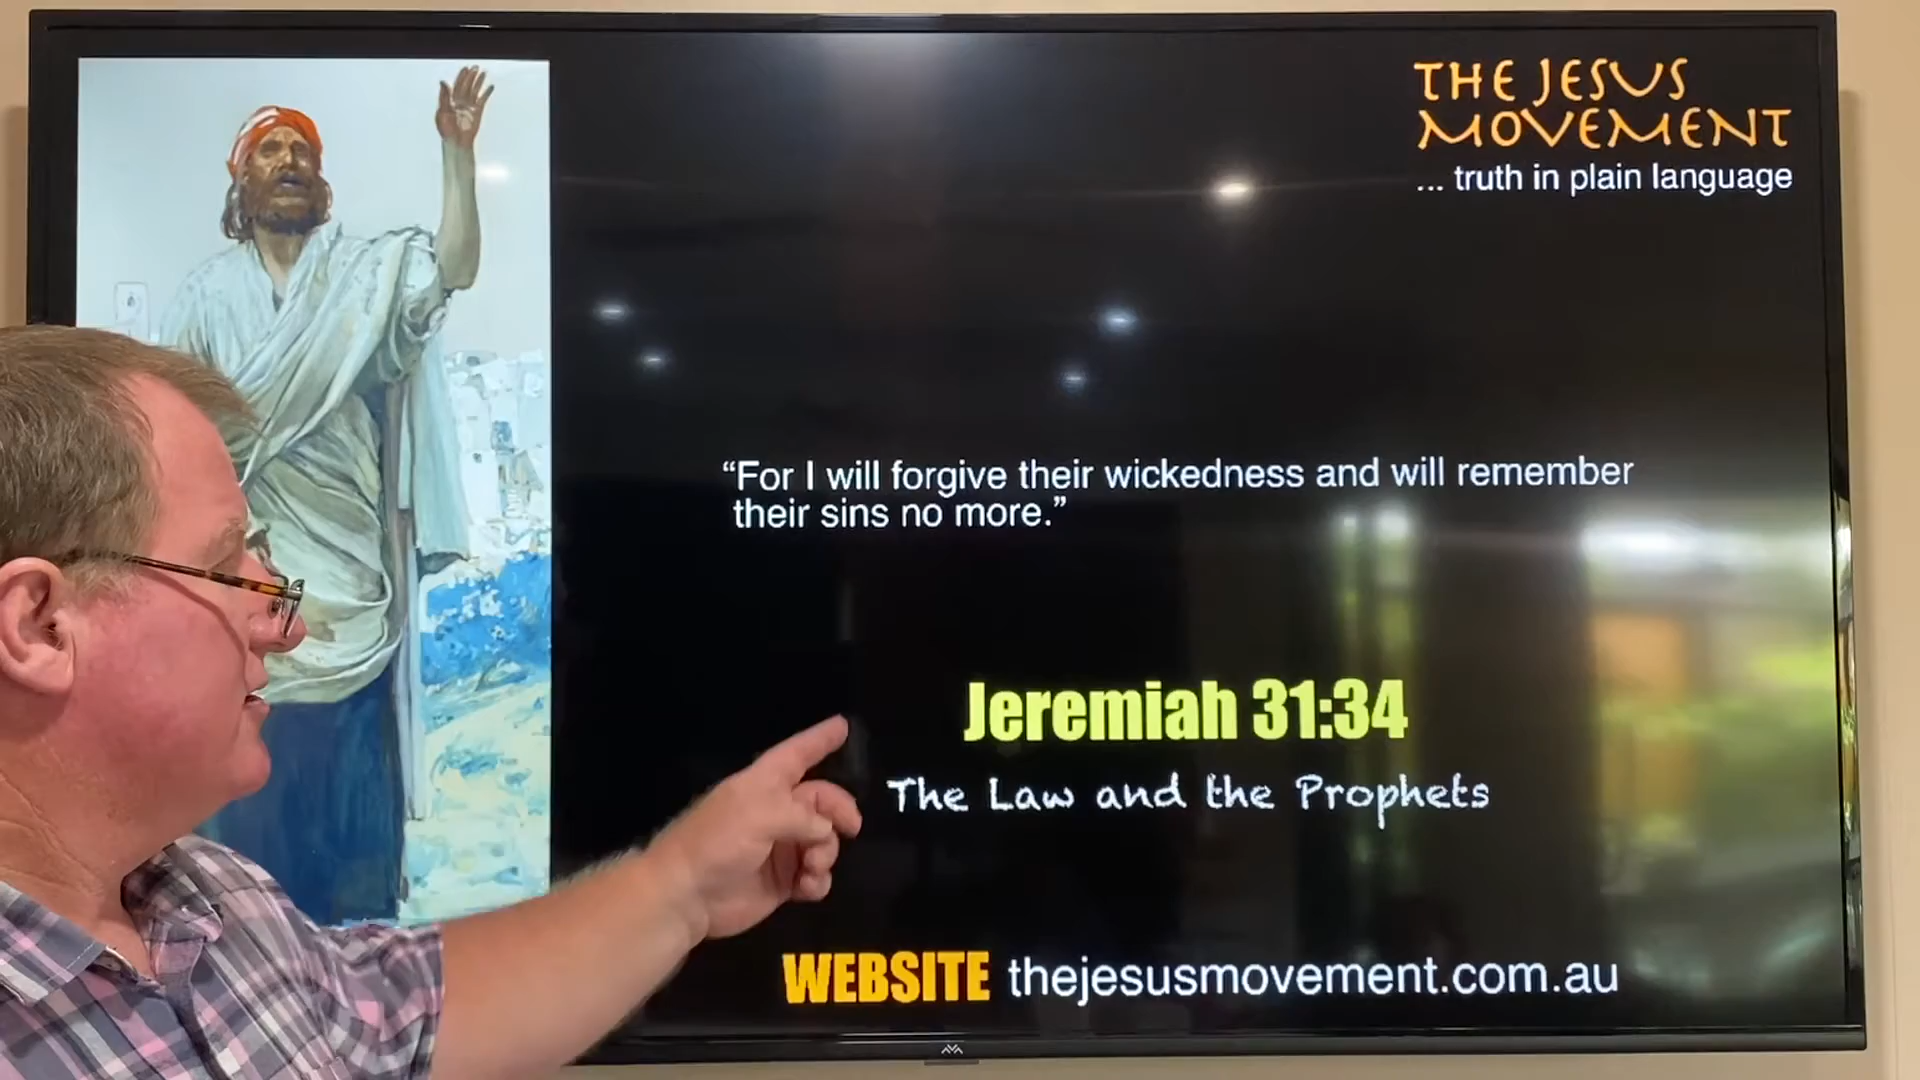 THE JESUS
MOVEMENT
... truth in plain language
“For I will forgive their wickedness and will remember
their sins no more.”
Jeremiah 31:34
The Law and the Prophets
WEBSITE thejesusmovement.com.au